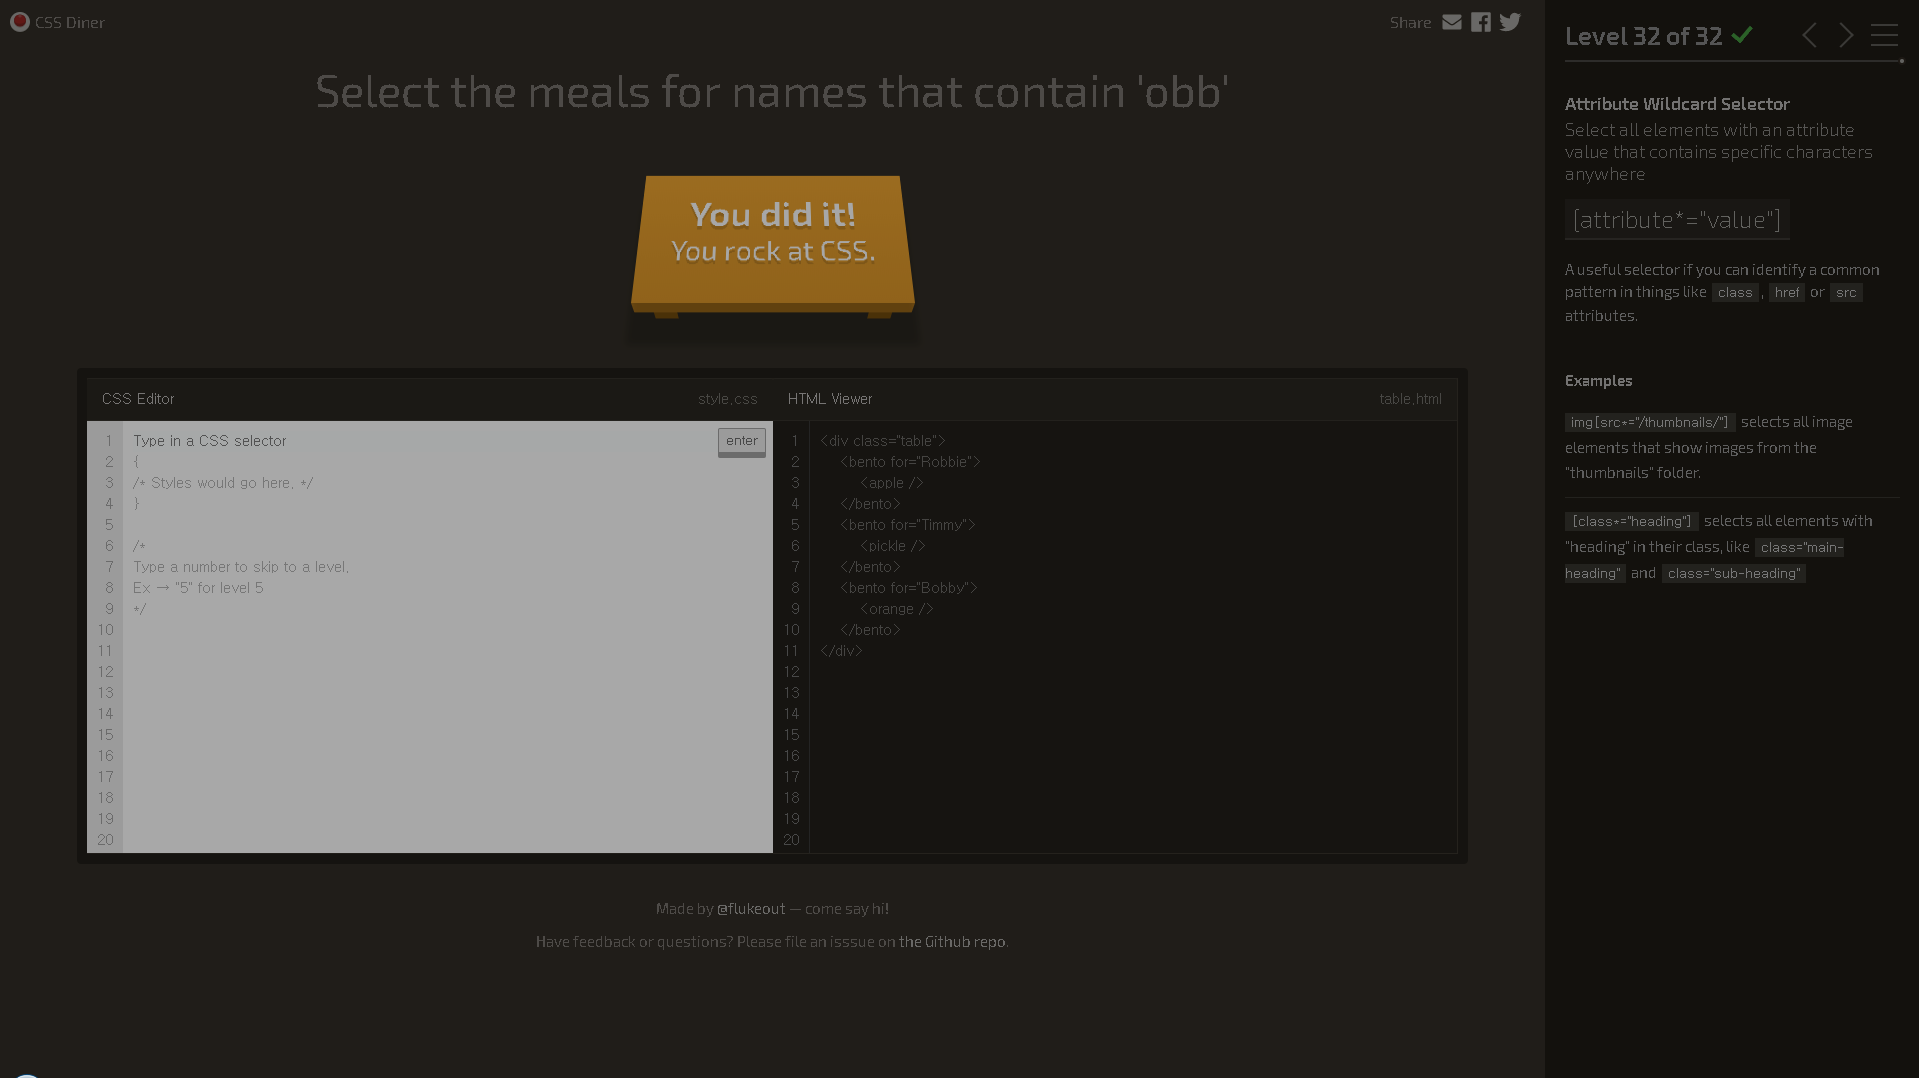 CSS Diner
Share
Select the meals for names that contain 'obb'
You did it!
You rock at CSS.
CSS Editor
style.css
HTML Viewer
table.html
1 Type in a CSS selector
enter
2 {
3 /* Styles would go here. */
4 }
5
6 /*
7 Type a number to skip to a level.
8 Ex → "5" for level 5
9 */
10
11
12
13
14
15
16
17
18
19
20
1 <div class="table">
2 <bento for="Robbie">
3 <apple />
4 </bento>
5 <bento for="Timmy">
6 <pickle />
7 </bento>
8 <bento for="Bobby">
9 <orange />
10 </bento>
11 </div>
12
13
14
15
16
17
18
19
20
Made by @flukeout — come say hi!
Have feedback or questions? Please file an isssue on the Github repo.
Level 32 of 32
Attribute Wildcard Selector
Select all elements with an attribute
value that contains specific characters
anywhere
[attribute*="value"]
A useful selector if you can identify a common
pattern in things like class , href or src
attributes.
Examples
img[src*="/thumbnails/"] selects all image
elements that show images from the
"thumbnails" folder.
[class*="heading"] selects all elements with
"heading" in their class, like class="main-
heading" and class="sub-heading"